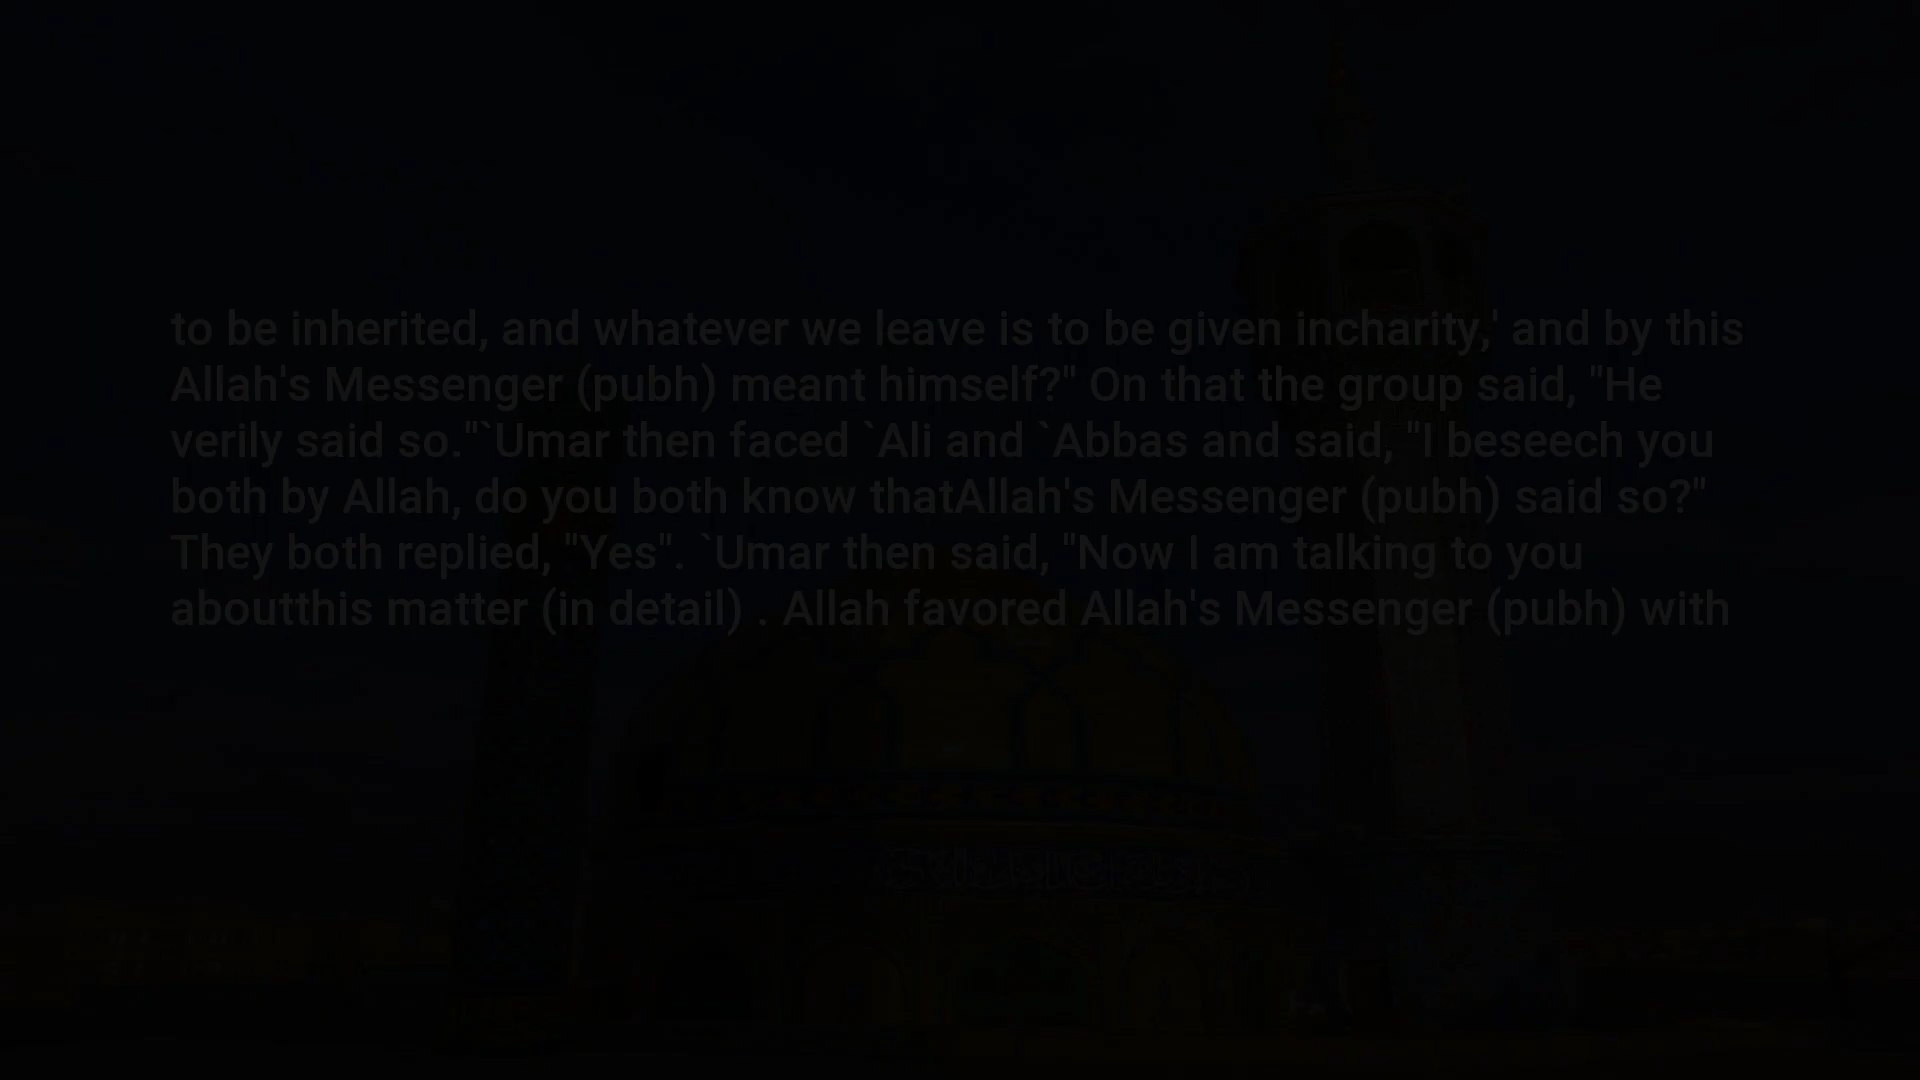 to be inherited, and whatever we leave is to be given incharity,' and by this
Allah's Messenger (pubh) meant himself?" On that the group said, "He
verily said so."`Umar then faced `Ali and `Abbas and said, "I beseech you
both by Allah, do you both know thatAllah's Messenger (pubh) said so?"
They both replied, "Yes". `Umar then said, "Now I am talking to you
aboutthis matter (in detail) . Allah favored Allah's Messenger (pubh) with